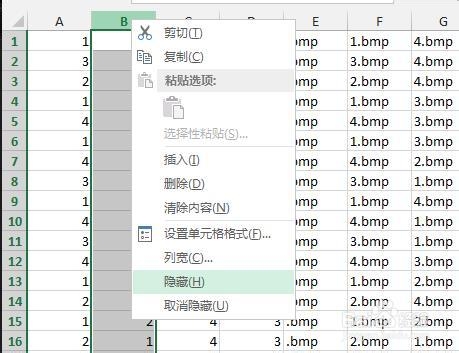 A B C D E F G
1 1 .bmp 1.bmp 4.bmp
2 3 .bmp 3.bmp 4.bmp
3 2 .bmp 2.bmp 4.bmp
4 1 .bmp 1.bmp 3.bmp
5 4 .bmp 4.bmp 3.bmp
6 1 .bmp 1.bmp 3.bmp
7 4 .bmp 4.bmp 2.bmp
8 3 .bmp 3.bmp 1.bmp
9 1 .bmp 1.bmp 4.bmp
10 4 .bmp 4.bmp 1.bmp
11 3 .bmp 3.bmp 1.bmp
12 4 .bmp 4.bmp 3.bmp
13 1 .bmp 1.bmp 2.bmp
14 2 .bmp 2.bmp 4.bmp
15 1 2 4 3 .bmp 1.bmp 2.bmp
16 2 1 4 3 .bmp 2.bmp 1.bmp
剪切(T)
复制(C)
粘贴选项:
选择性粘贴(S)...
插入(I)
删除(D)
清除内容(N)
设置单元格格式(F)...
列宽(C)...
隐藏(H)
取消隐藏(U)